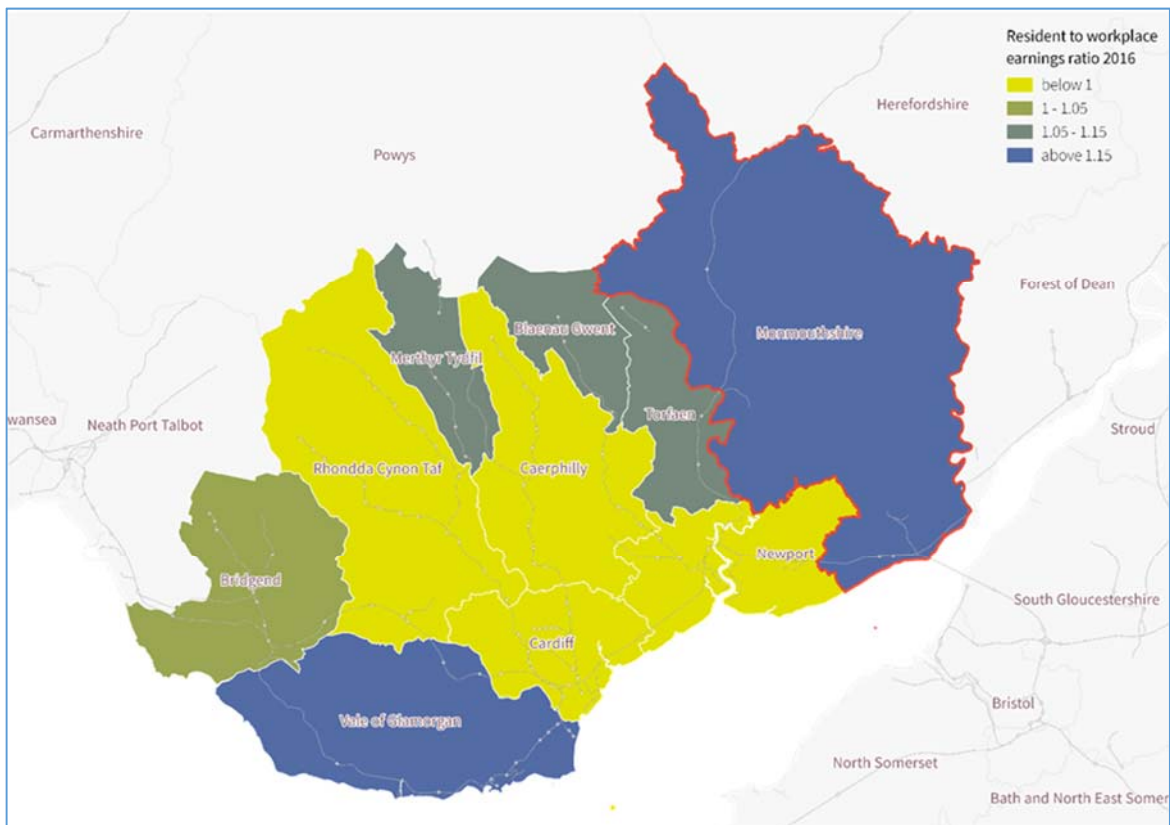 Resident to workplace
earnings ratio 2016
below 1
1 - 1.05
1.05 - 1.15
above 1.15
Herefordshire
Carmarthenshire
Powys
Forest of Dean
Blaenau Gwent
Monmouthshire
Merthyr Tydfil
Torfaen
wansea
Neath Port Talbot
Stroud
Rhondda Cynon Taf
Caerphilly
Newport
Bridgend
South Gloucestershire
Cardiff
Vale of Glamorgan
Bristol
North Somerset
Bath and North East Somer